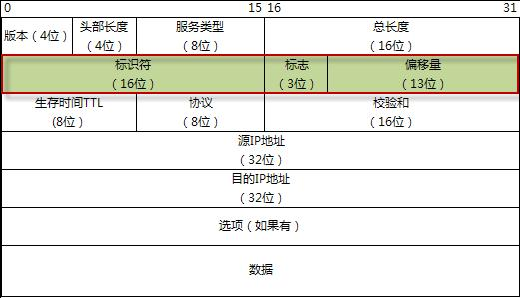 0 15 16 31
版本（4位） 头部长度 服务类型 总长度
（4位） （8位） （16位）
标识符 标志 偏移量
（16位） （3位） （13位）
生存时间TTL 协议 校验和
(8位) （8位） （16位）
源IP地址
（32位）
目的IP地址
（32位）
选项（如果有）
数据